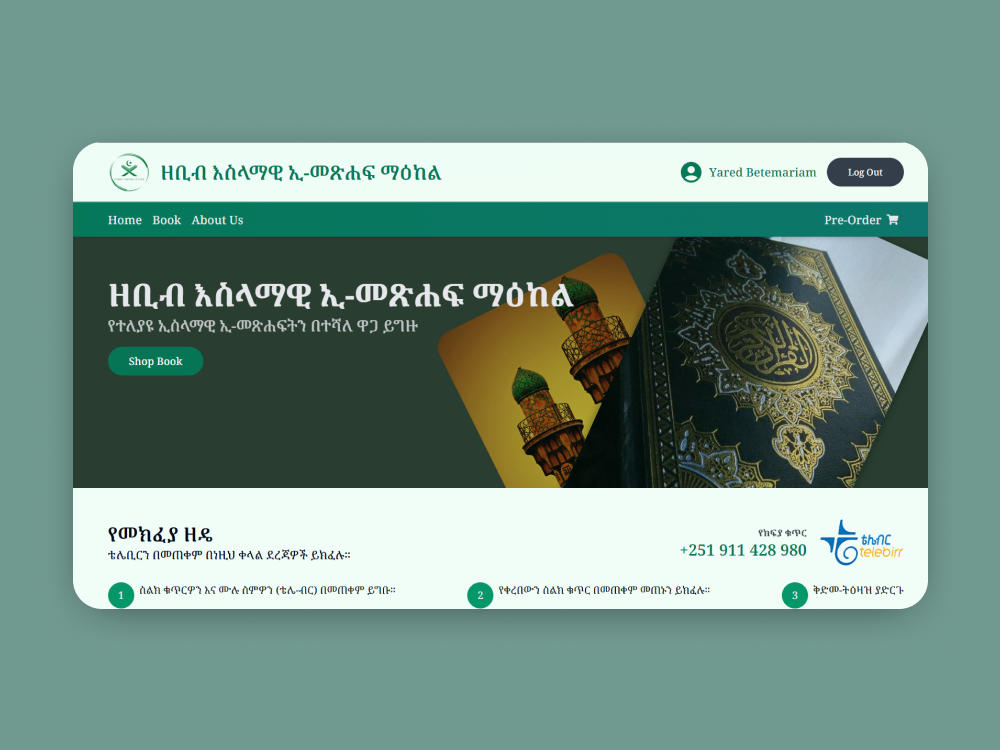 ዘቢብ እስላማዊ ኢ-መጽሐፍ ማዕከል
Yared Betemariam
Log Out
Home Book About Us
Pre-Order
ዘቢብ እስላማዊ ኢ-መጽሐፍ ማዕከል
የተለያዩ ኢስላማዊ ኢ-መጽሐፍትን በተሻለ ዋጋ ይግዙ
Shop Book
የመክፈያ ዘዴ
ቴሌቢርን በመጠቀም በነዚህ ቀላል ደረጃዎች ይክፈሉ።
የክፍያ ቁጥር
+251 911 428 980
ቴሌብር
telebirr
1 ስልክ ቁጥርዎን እና ሙሉ ስምዎን (ቴሌ-ብር) በመጠቀም ይግቡ።
2 የቀረበውን ስልክ ቁጥር በመጠቀም መጠኑን ይክፈሉ።
3 ቅድመ-ትዕዛዝ ያድርጉ